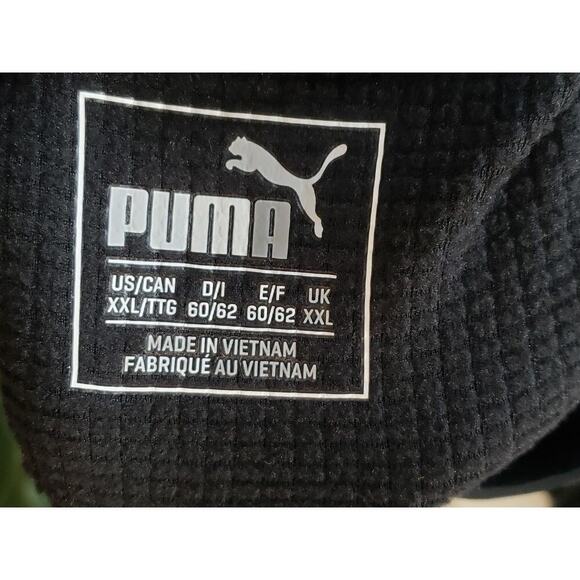 PUMA
US/CAN D/I E/F UK
XXL/TTG 60/62 60/62 XXL
MADE IN VIETNAM
FABRIQUÉ AU VIETNAM